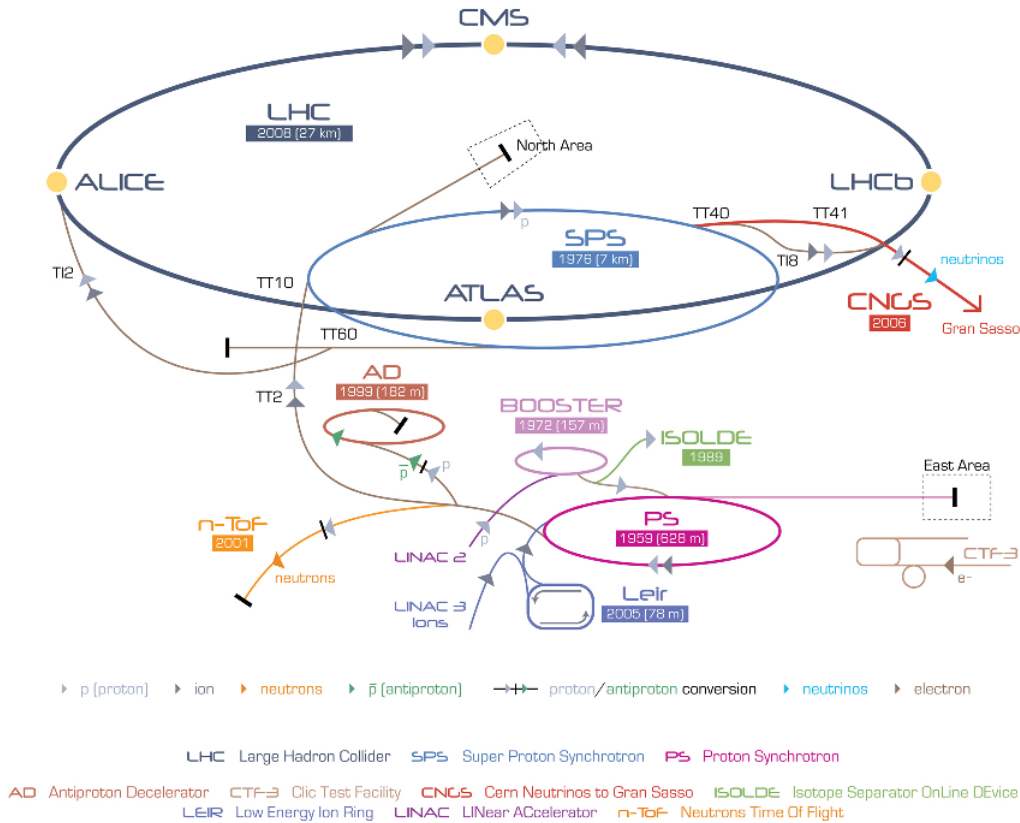 CMS
LHC
2008 (27 km)
North Area
ALICE
LHCb
TT40
TT41
SPS
1976 (7 km)
p
TI2
TI8
TT10
neutrinos
ATLAS
CNGS
2006
Gran Sasso
TT60
AD
1999 (182 m)
TT2
BOOSTER
1972 (157 m)
ISOLDE
1989
p̅
p
East Area
n-ToF
2001
PS
1959 (628 m)
LINAC 2
p
neutrons
CTF-3
e-
LINAC 3
Ions
Leir
2005 (78 m)
p (proton) ion neutrons p̅ (antiproton) proton/antiproton conversion neutrinos electron
LHC Large Hadron Collider SPS Super Proton Synchrotron PS Proton Synchrotron
AD Antiproton Decelerator CTF-3 Clic Test Facility CNGS Cern Neutrinos to Gran Sasso ISOLDE Isotope Separator OnLine DEvice
LEIR Low Energy Ion Ring LINAC LINear ACcelerator n-ToF Neutrons Time Of Flight